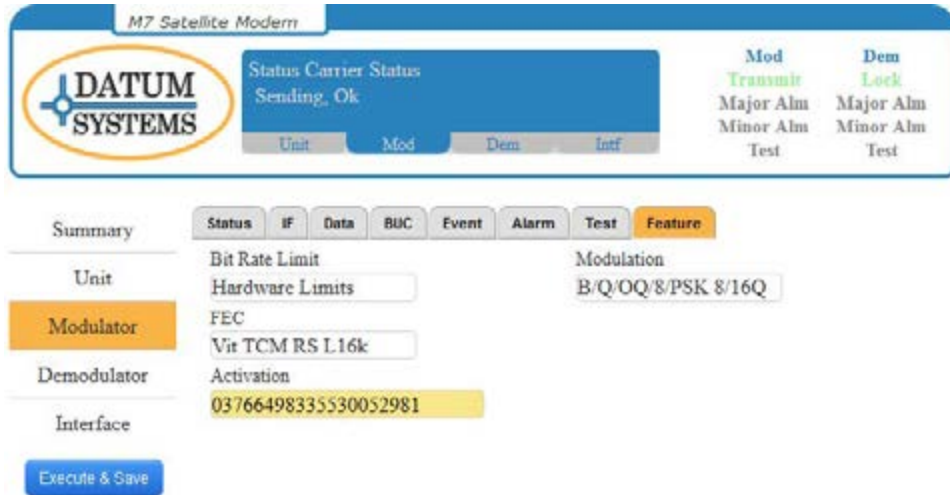 M7 Satellite Modem
DATUM
SYSTEMS
Status Carrier Status
Sending, Ok
Unit Mod Dem Intf
Mod Dem
Transmit Lock
Major Alm Major Alm
Minor Alm Minor Alm
Test Test
Summary
Unit
Modulator
Demodulator
Interface
Execute & Save
Status IF Data BUC Event Alarm Test Feature
Bit Rate Limit
Hardware Limits
Modulation
B/Q/OQ/8/PSK 8/16Q
FEC
Vit TCM RS L16k
Activation
03766498335530052981